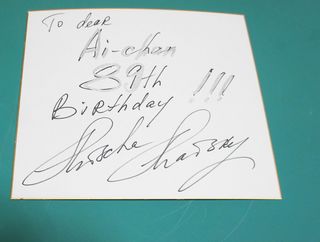 To dear
Ai-chan
89th
Birthday !!!